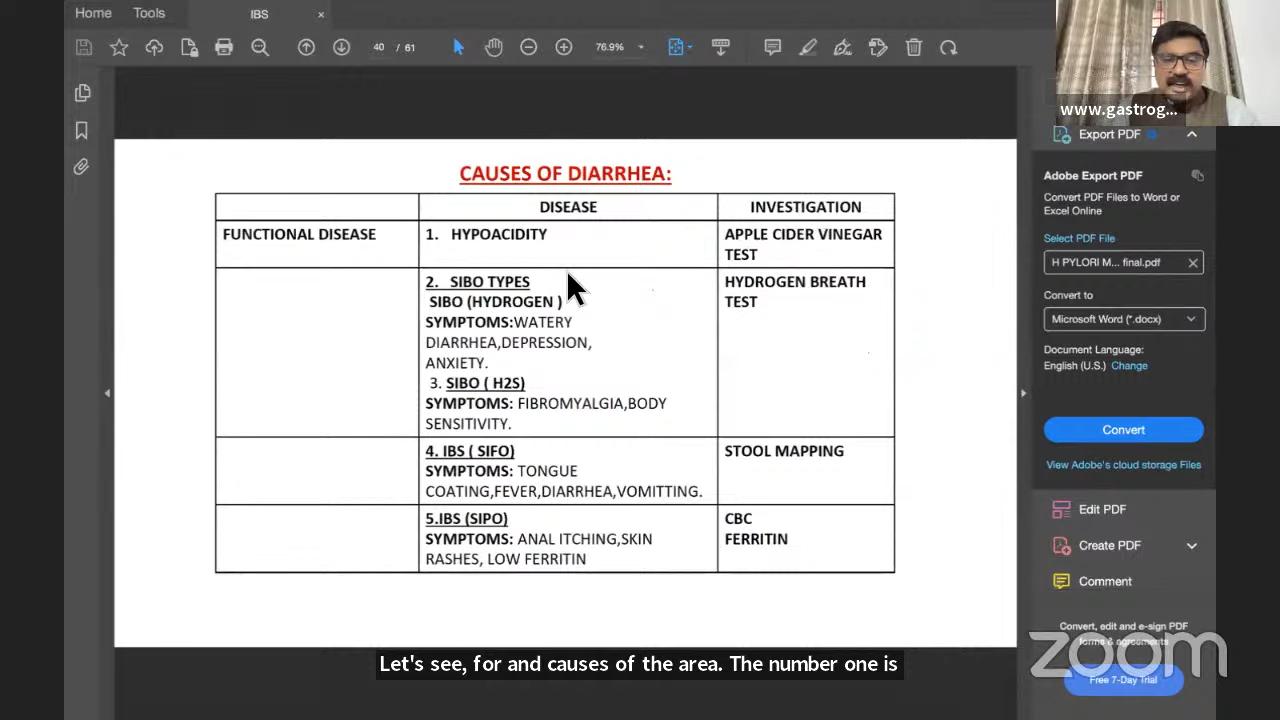 Home
Tools
IBS
×
40 / 61
76.9%
www.gastrog...
Export PDF
Adobe Export PDF
Convert PDF Files to Word or
Excel Online
Select PDF File
H PYLORI M... final.pdf
Convert to
Microsoft Word (*.docx)
Document Language:
English (U.S.) Change
Convert
View Adobe's cloud storage Files
Edit PDF
Create PDF
Comment
Convert, edit and e-sign PDF
forms & agreements
Free 7-Day Trial
zoom
CAUSES OF DIARRHEA:
DISEASE INVESTIGATION
FUNCTIONAL DISEASE 1. HYPOACIDITY APPLE CIDER VINEGAR
TEST
2. SIBO TYPES HYDROGEN BREATH
SIBO (HYDROGEN ) TEST
SYMPTOMS:WATERY
DIARRHEA,DEPRESSION,
ANXIETY.
3. SIBO ( H2S)
SYMPTOMS: FIBROMYALGIA,BODY
SENSITIVITY.
4. IBS ( SIFO) STOOL MAPPING
SYMPTOMS: TONGUE
COATING,FEVER,DIARRHEA,VOMITTING.
5.IBS (SIPO) CBC
SYMPTOMS: ANAL ITCHING,SKIN FERRITIN
RASHES, LOW FERRITIN
Let's see, for and causes of the area. The number one is